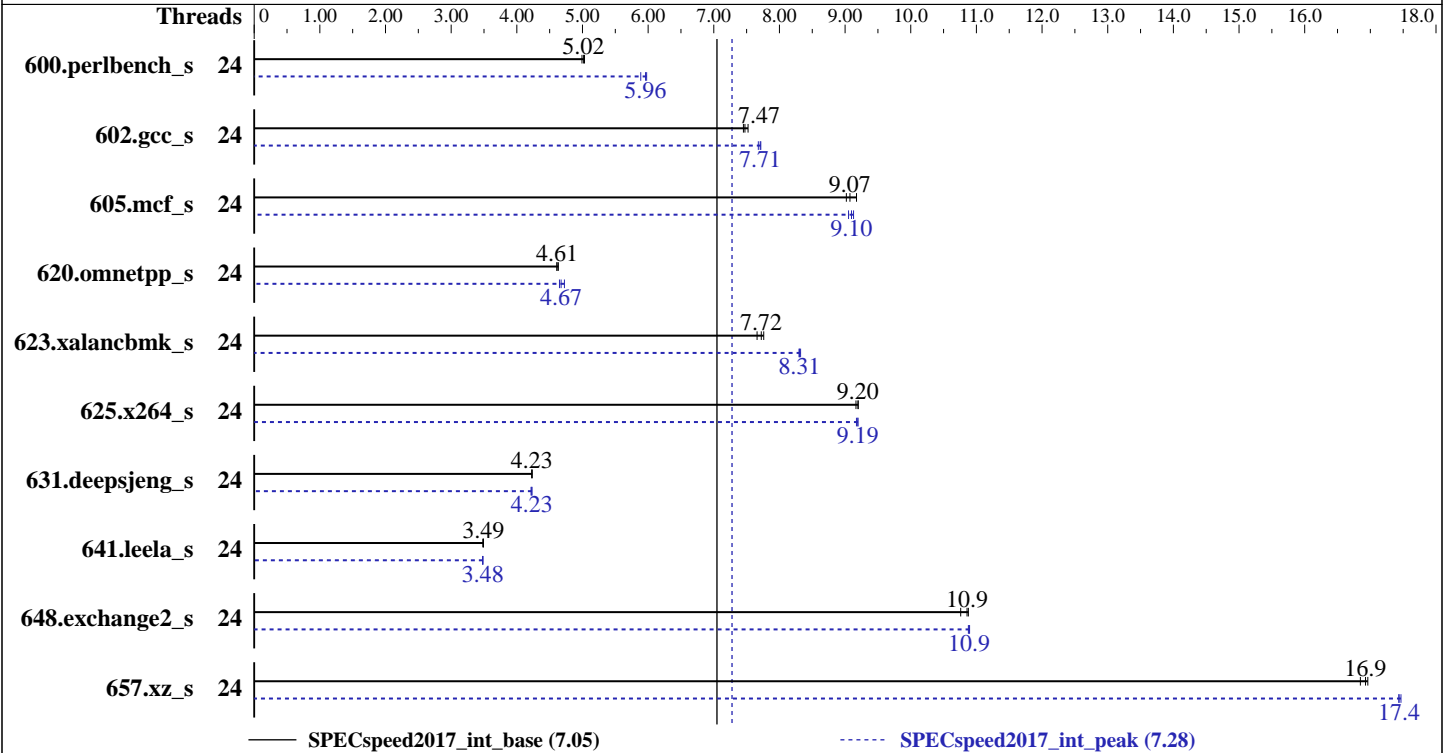 Threads 0 1.00 2.00 3.00 4.00 5.00 6.00 7.00 8.00 9.00 10.0 11.0 12.0 13.0 14.0 15.0 16.0 18.0
5.02
600.perlbench_s 24
5.96
7.47
602.gcc_s 24
7.71
9.07
605.mcf_s 24
9.10
4.61
620.omnetpp_s 24
4.67
7.72
623.xalancbmk_s 24
8.31
9.20
625.x264_s 24
9.19
4.23
631.deepsjeng_s 24
4.23
3.49
641.leela_s 24
3.48
10.9
648.exchange2_s 24
10.9
16.9
657.xz_s 24
17.4
SPECspeed2017_int_base (7.05) SPECspeed2017_int_peak (7.28)